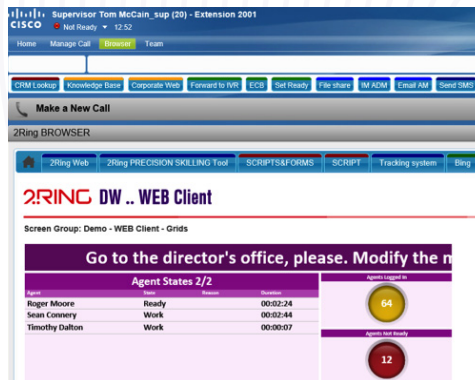 Supervisor Tom McCain_sup (20) - Extension 2001
CISCO
Not Ready 12:52
Home Manage Call Browser Team
CRM Lookup Knowledge Base Corporate Web Forward to IVR ECB Set Ready File share IM ADM Email AM Send SMS
Make a New Call
2Ring BROWSER
2Ring Web 2Ring PRECISION SKILLING Tool SCRIPTS&FORMS SCRIPT Tracking system Bing
2RING DW .. WEB Client
Screen Group: Demo - WEB Client - Grids
Go to the director's office, please. Modify the m
Agent States 2/2
Agent State Reason Duration
Roger Moore Ready 00:02:24
Sean Connery Work 00:02:44
Timothy Dalton Work 00:00:07
Agents Logged in
64
Agents Not Ready
12